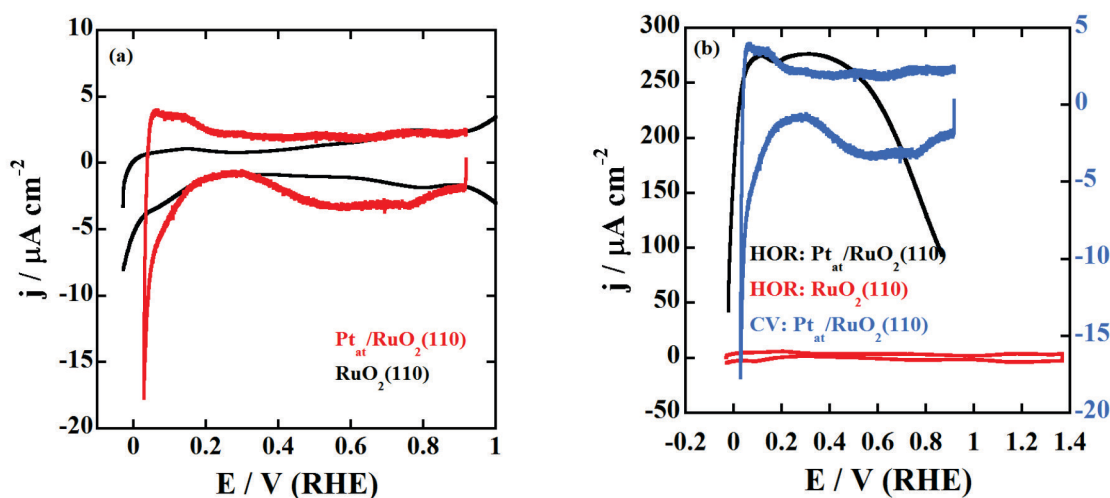 (a)
10
5
0
-5
-10
-15
-20
j / µA cm⁻²
Pt_at/RuO₂(110)
RuO₂(110)
0 0.2 0.4 0.6 0.8 1
E / V (RHE)
(b)
300
250
200
150
100
50
0
-50
j / µA cm⁻²
HOR: Pt_at/RuO₂(110)
HOR: RuO₂(110)
CV: Pt_at/RuO₂(110)
5
0
-5
-10
-15
-20
-0.2 0 0.2 0.4 0.6 0.8 1 1.2 1.4
E / V (RHE)